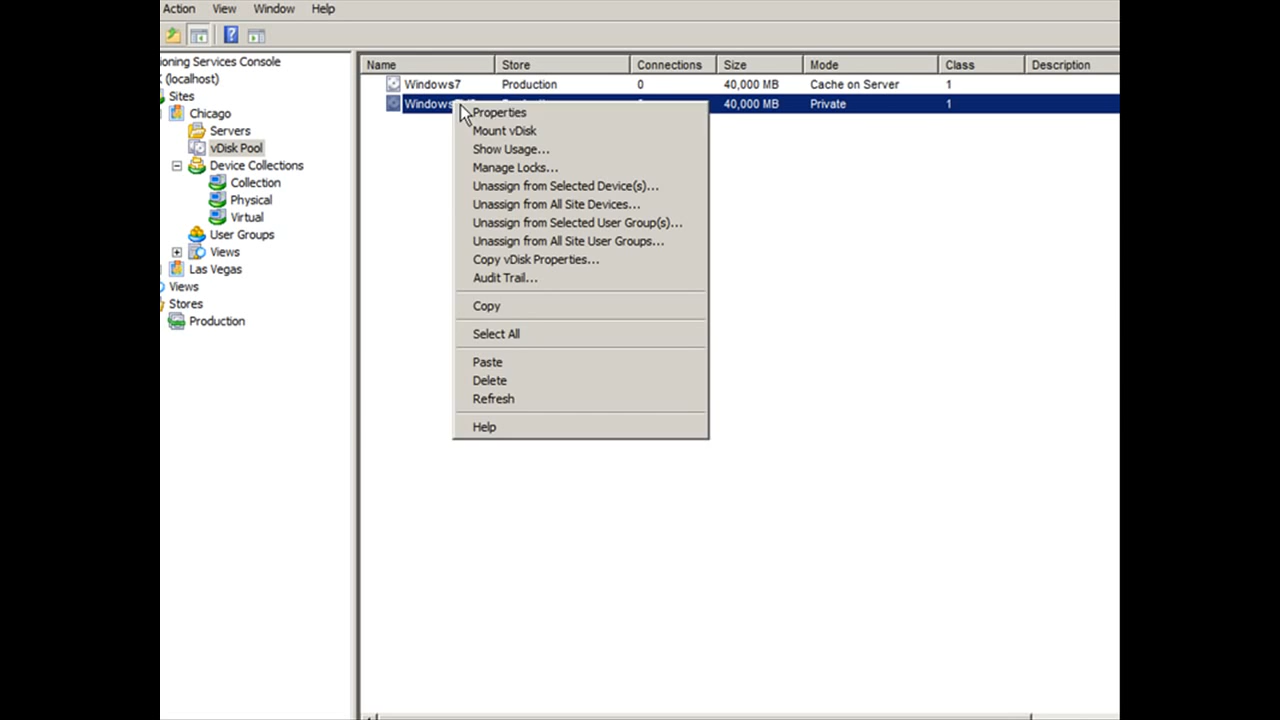 Action View Window Help
ioning Services Console
(localhost)
Sites
Chicago
Servers
vDisk Pool
Device Collections
Collection
Physical
Virtual
User Groups
Views
Las Vegas
Views
Stores
Production
Name Store Connections Size Mode Class Description
Windows7 Production 0 40,000 MB Cache on Server 1
Windows 40,000 MB Private 1
Properties
Mount vDisk
Show Usage...
Manage Locks...
Unassign from Selected Device(s)...
Unassign from All Site Devices...
Unassign from Selected User Group(s)...
Unassign from All Site User Groups...
Copy vDisk Properties...
Audit Trail...
Copy
Select All
Paste
Delete
Refresh
Help